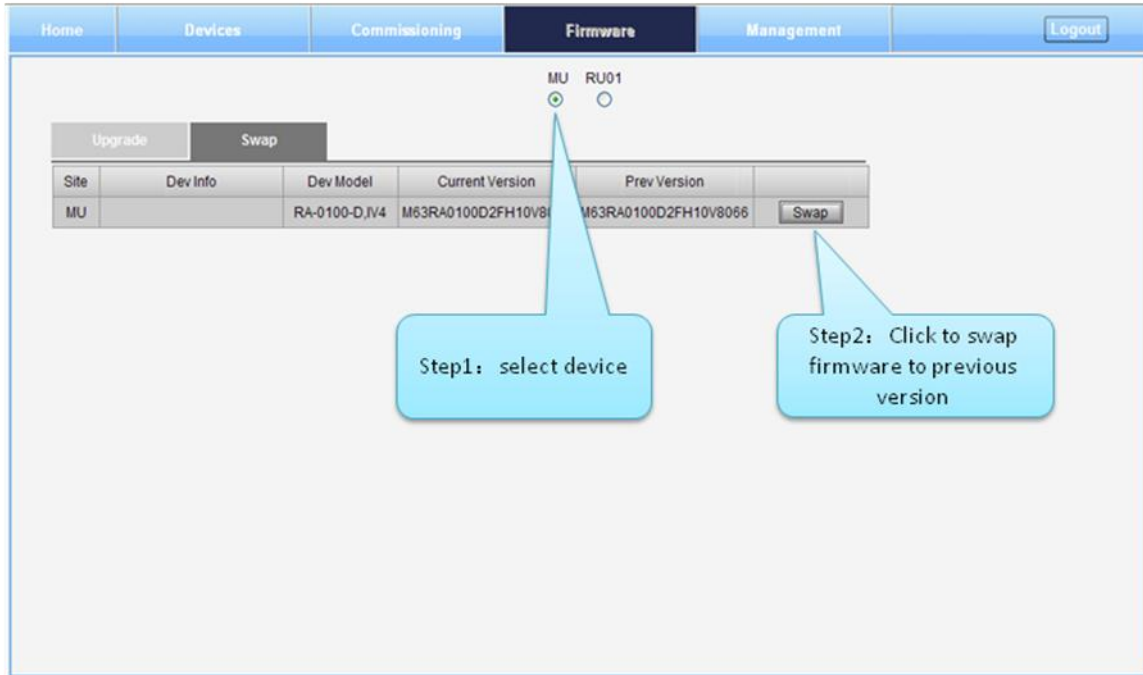 Home Devices Commissioning Firmware Management Logout
MU RU01
Upgrade Swap
Site Dev Info Dev Model Current Version Prev Version
MU RA-0100-D,IV4 M63RA0100D2FH10V8066 Swap
Step1： select device
Step2： Click to swap
firmware to previous
version